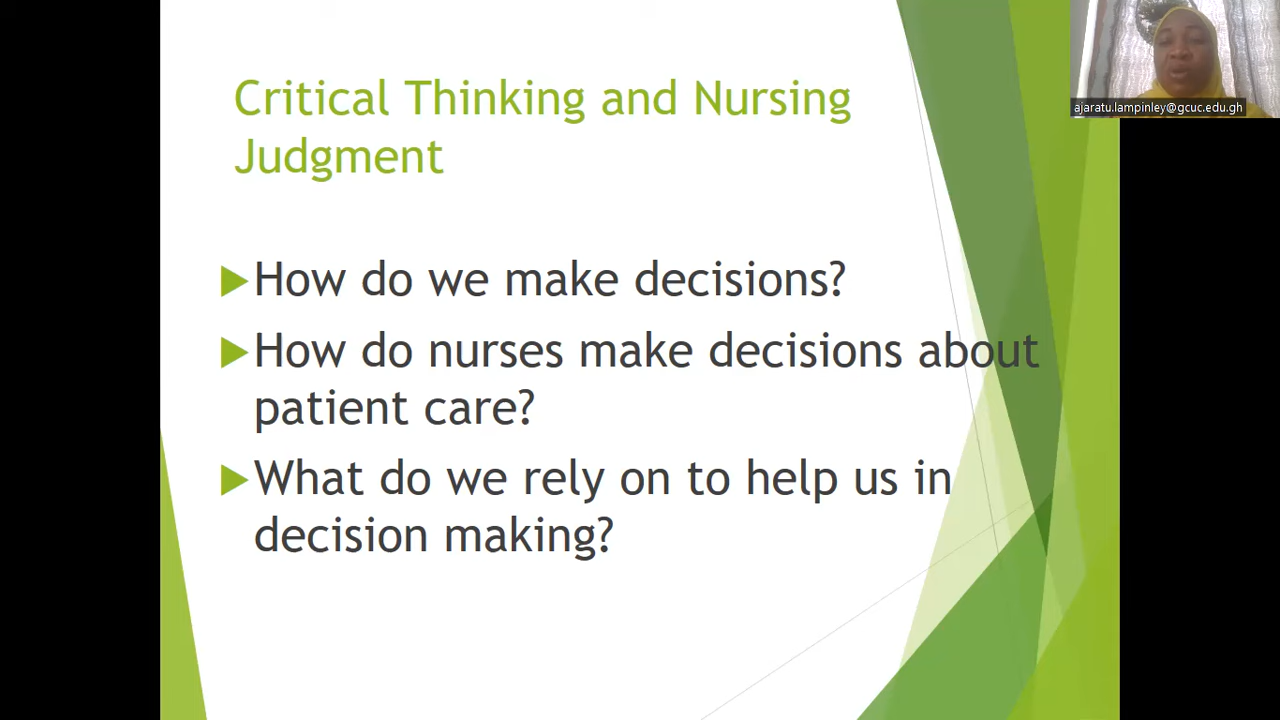 Critical Thinking and Nursing
Judgment
How do we make decisions?
How do nurses make decisions about
patient care?
What do we rely on to help us in
decision making?
ajaratu.lampinley@gcuc.edu.gh